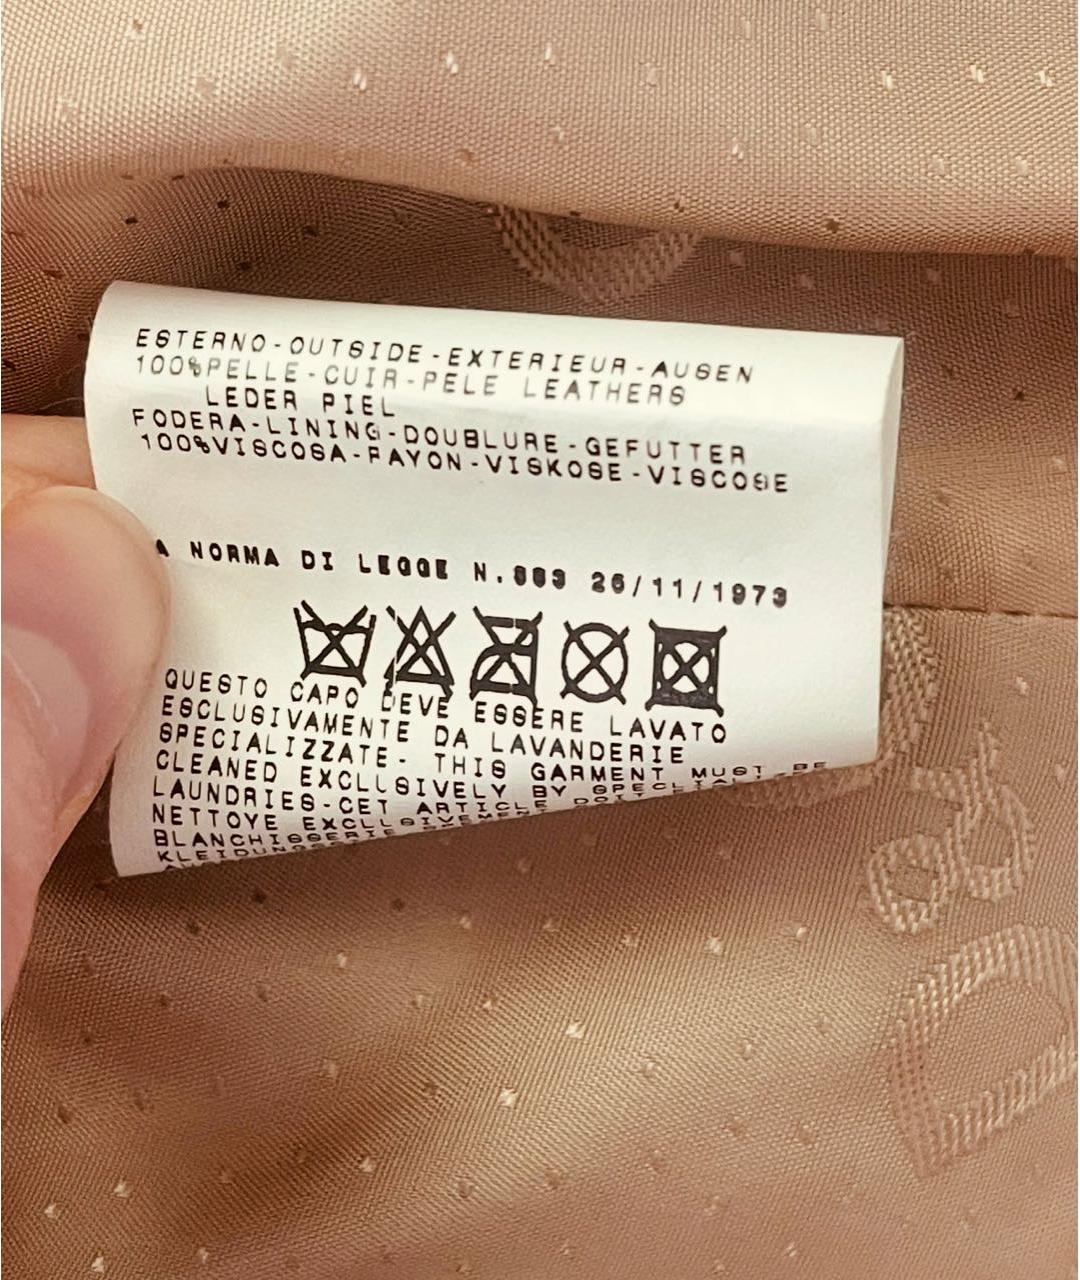 ESTERNO-OUTSIDE-EXTERIEUR-AUSEN
100%PELLE-CUIR-PELE LEATHERS
LEDER PIEL
FODERA-LINING-DOUBLURE-GEFUTTER
100%VISCOSA-RAYON-VISKOSE-VISCOSE
A NORMA DI LEGGE N.883 26/11/1973
QUESTO CAPO DEVE ESSERE LAVATO
ESCLUSIVAMENTE DA LAVANDERIE
SPECIALIZZATE- THIS GARMENT MUST BE
CLEANED EXCLUSIVELY BY
LAUNDRIES-CET ARTICLE DOIT
NETTOYE